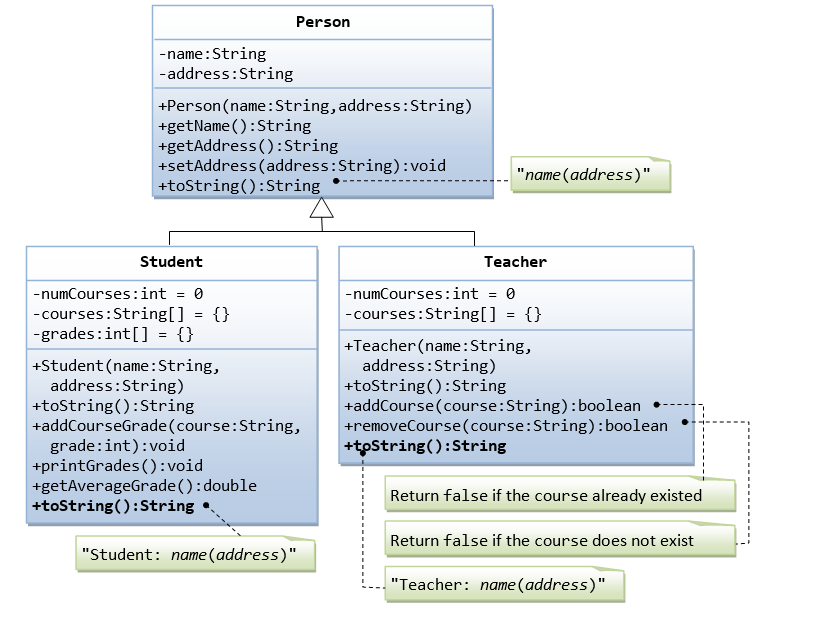 Person
-name:String
-address:String
+Person(name:String,address:String)
+getName():String
+getAddress():String
+setAddress(address:String):void
+toString():String
"name(address)"
Student
-numCourses:int = 0
-courses:String[] = {}
-grades:int[] = {}
+Student(name:String,
address:String)
+toString():String
+addCourseGrade(course:String,
grade:int):void
+printGrades():void
+getAverageGrade():double
+toString():String
"Student: name(address)"
Teacher
-numCourses:int = 0
-courses:String[] = {}
+Teacher(name:String,
address:String)
+toString():String
+addCourse(course:String):boolean
+removeCourse(course:String):boolean
+toString():String
Return false if the course already existed
Return false if the course does not exist
"Teacher: name(address)"